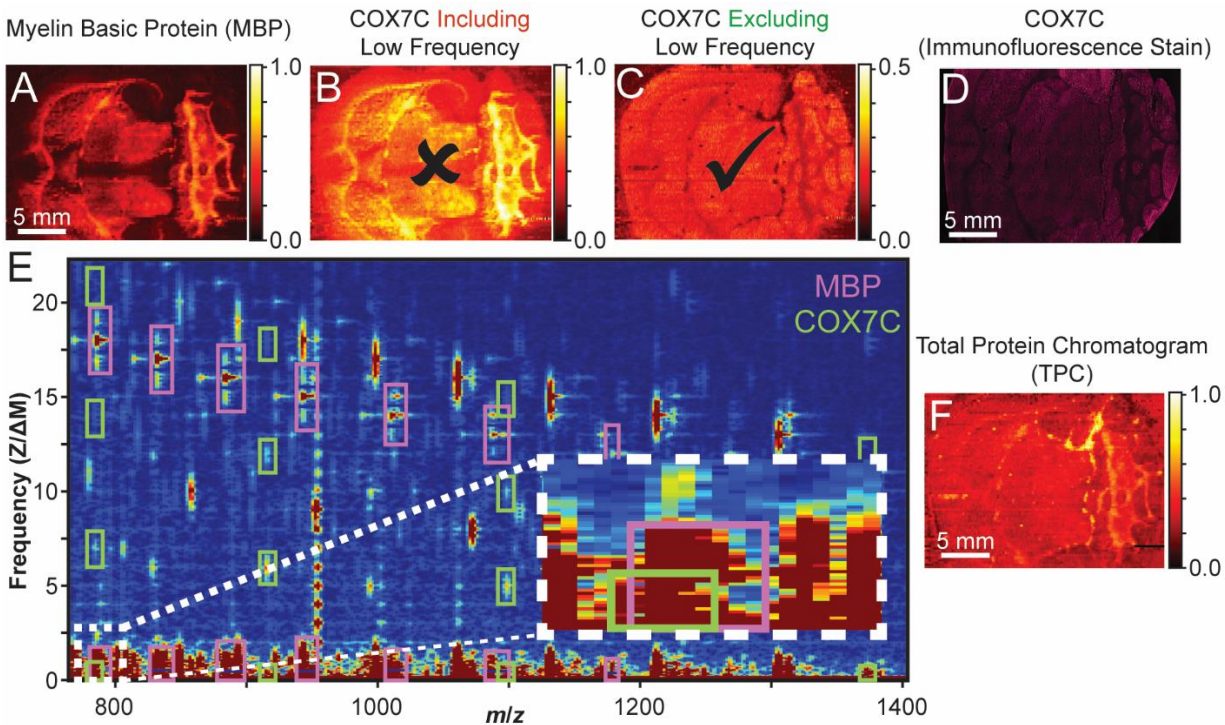 Myelin Basic Protein (MBP)
COX7C Including
Low Frequency
COX7C Excluding
Low Frequency
COX7C
(Immunofluorescence Stain)
A
5 mm
1.0
0.0
B
1.0
0.0
C
0.5
0.0
D
5 mm
E
MBP
COX7C
Frequency (Z/ΔM)
20
15
10
5
0
800
1000
1200
1400
m/z
Total Protein Chromatogram
(TPC)
F
5 mm
1.0
0.0